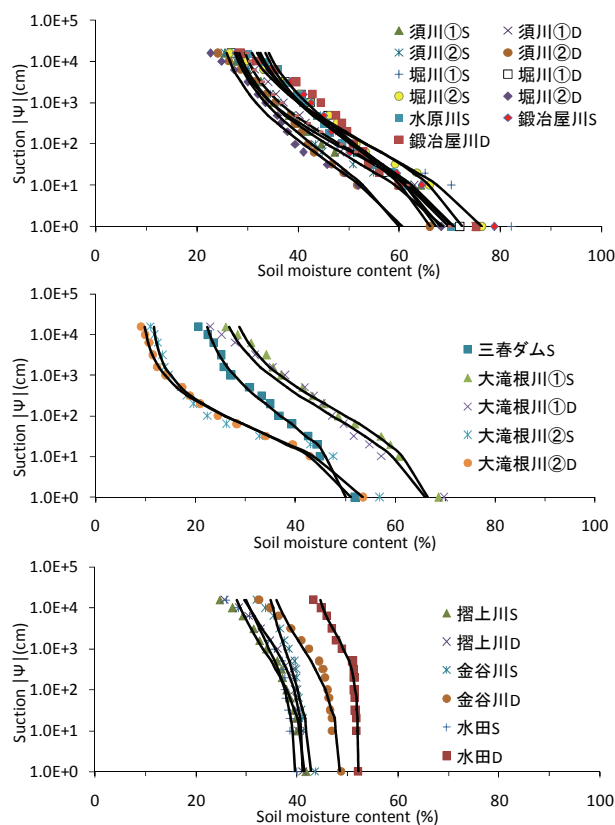 1.0E+5
1.0E+4
1.0E+3
1.0E+2
1.0E+1
1.0E+0
Suction |Ψ|(cm)
0 20 40 60 80 100
Soil moisture content (%)
須川①S 須川①D
須川②S 須川②D
堀川①S 堀川①D
堀川②S 堀川②D
水原川S 鍛冶屋川S
鍛冶屋川D
1.0E+5
1.0E+4
1.0E+3
1.0E+2
1.0E+1
1.0E+0
Suction |Ψ|(cm)
0 20 40 60 80 100
Soil moisture content (%)
三春ダムS
大滝根川①S
大滝根川①D
大滝根川②S
大滝根川②D
1.0E+5
1.0E+4
1.0E+3
1.0E+2
1.0E+1
1.0E+0
Suction |Ψ|(cm)
0 20 40 60 80 100
Soil moisture content (%)
摺上川S
摺上川D
金谷川S
金谷川D
水田S
水田D